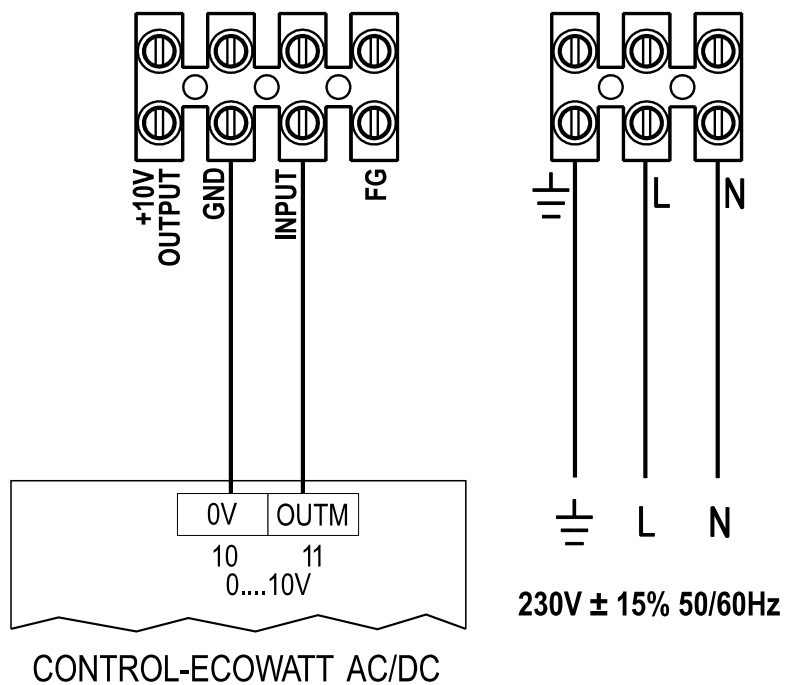 +10V
OUTPUT
GND
INPUT
FG
L
N
0V
OUTM
10
11
0....10V
L
N
230V ± 15% 50/60Hz
CONTROL-ECOWATT AC/DC